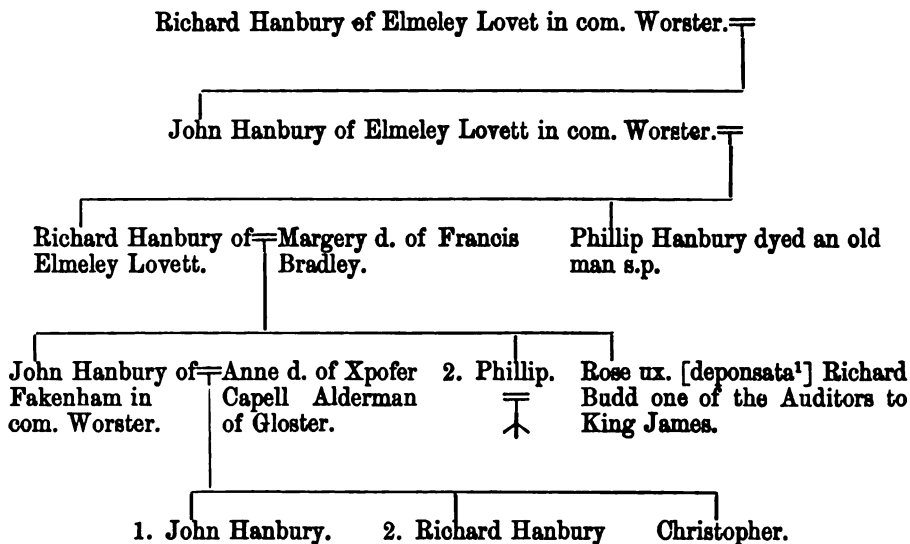 Richard Hanbury of Elmeley Lovet in com. Worster.
John Hanbury of Elmeley Lovett in com. Worster.
Richard Hanbury of
Elmeley Lovett.
Margery d. of Francis
Bradley.
Phillip Hanbury dyed an old
man s.p.
John Hanbury of
Fakenham in
com. Worster.
Anne d. of Xpofer
Capell Alderman
of Gloster.
2. Phillip.
Rose ux. [deponsata¹] Richard
Budd one of the Auditors to
King James.
1. John Hanbury.
2. Richard Hanbury
Christopher.